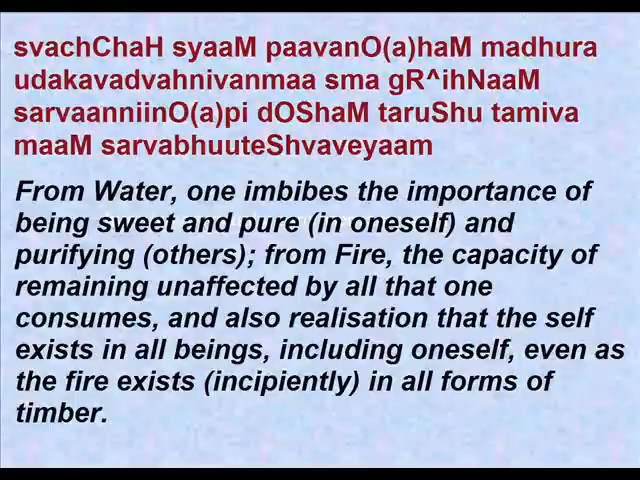 svachChaH syaaM paavanO(a)haM madhura
udakavadvahnivanmaa sma gR^ihNaaM
sarvaanniinO(a)pi dOShaM taruShu tamiva
maaM sarvabhuuteShvaveyaam
From Water, one imbibes the importance of
being sweet and pure (in oneself) and
purifying (others); from Fire, the capacity of
remaining unaffected by all that one
consumes, and also realisation that the self
exists in all beings, including oneself, even as
the fire exists (incipiently) in all forms of
timber.